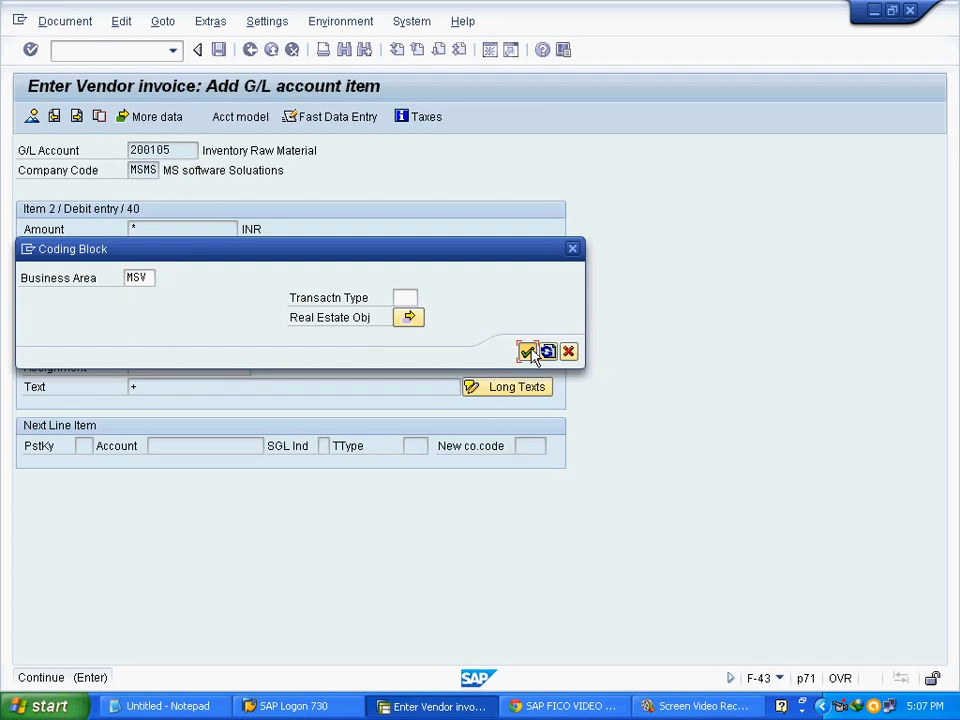 Document Edit Goto Extras Settings Environment System Help
Enter Vendor invoice: Add G/L account item
More data Acct model Fast Data Entry Taxes
G/L Account 200105 Inventory Raw Material
Company Code MSMS MS software Soluations
Item 2 / Debit entry / 40
Amount * INR
Coding Block
Business Area MSV
Transactn Type
Real Estate Obj
Text + Long Texts
Next Line Item
PstKy Account SGL Ind TType New co.code
Continue (Enter) SAP F-43 p71 OVR
start Untitled - Notepad SAP Logon 730 Enter Vendor invo... SAP FICO VIDEO ... Screen Video Rec... 5:07 PM